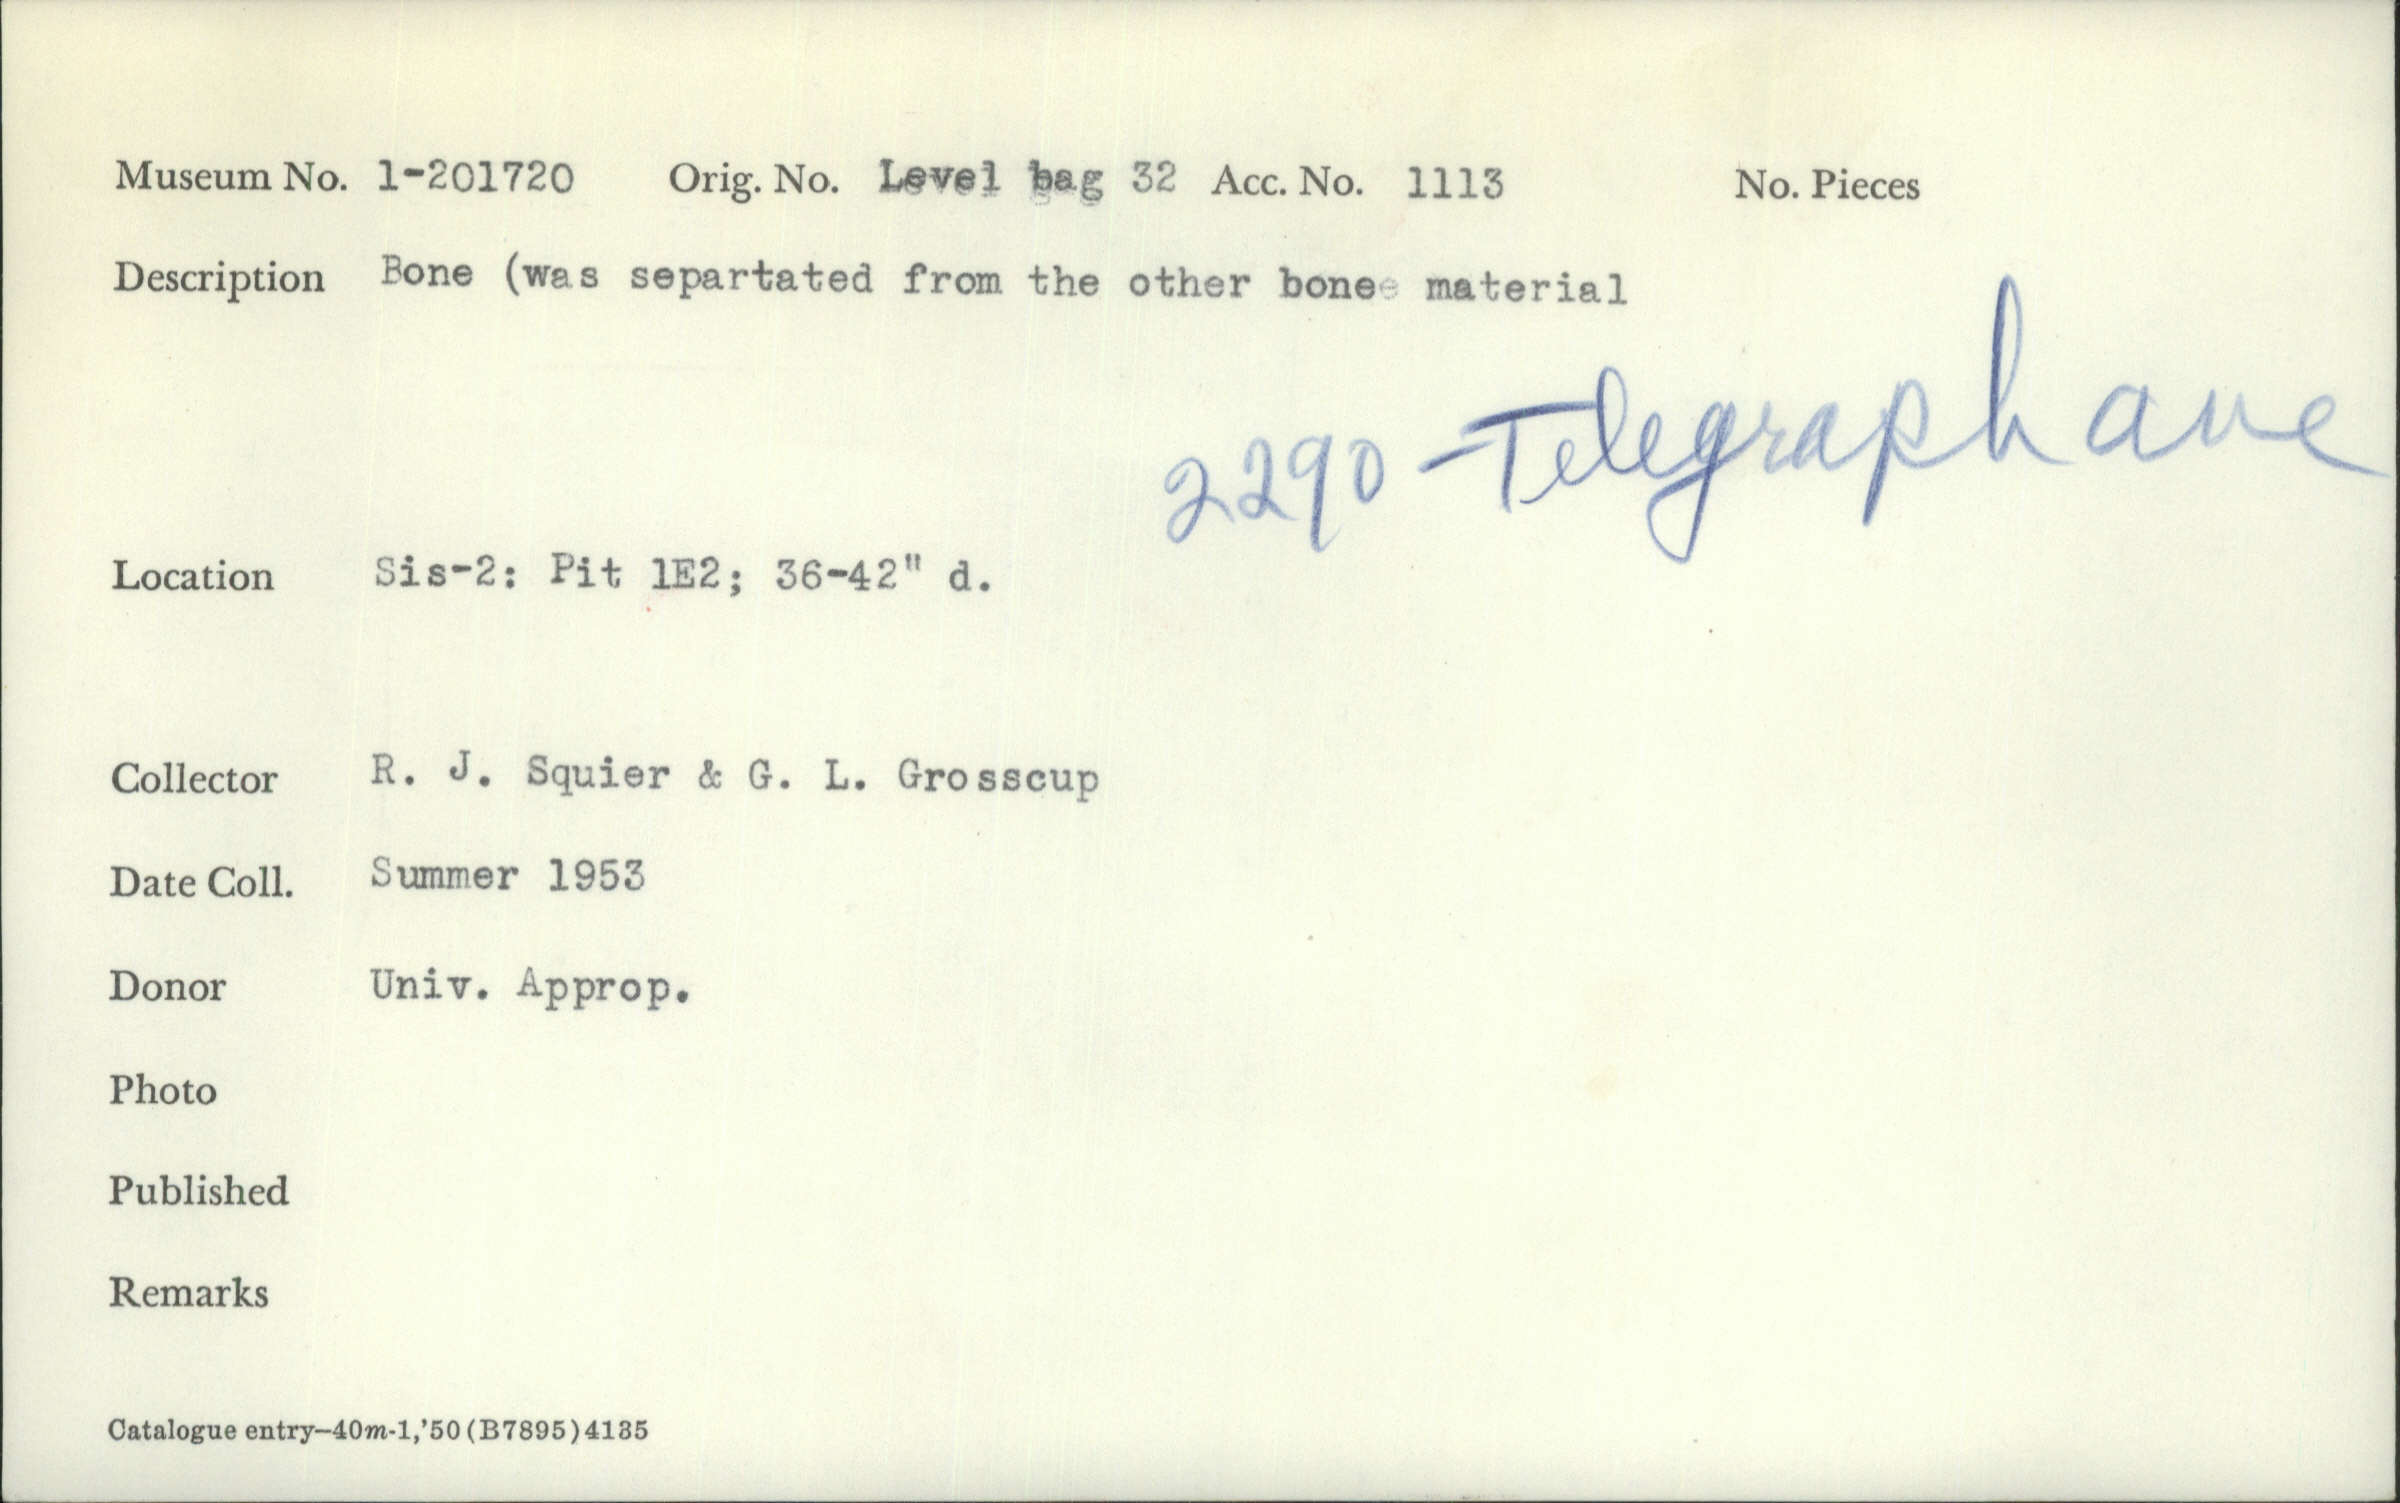 Museum No. 1-201720 Orig. No. Level bag 32 Acc. No. 1113 No. Pieces
Description Bone (was separtated from the other bonee material
2290 - Telegraph ave
Location Sis-2: Pit 1E2; 36-42" d.
Collector R. J. Squier & G. L. Grosscup
Date Coll. Summer 1953
Donor Univ. Approp.
Photo
Published
Remarks
Catalogue entry—40m-1,'50(B7895)4135